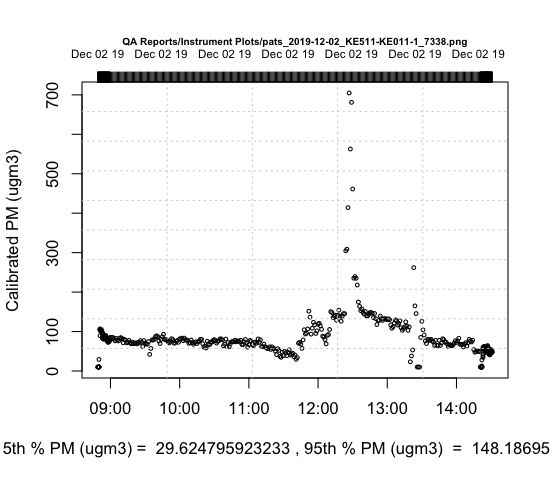 QA Reports/Instrument Plots/pats_2019-12-02_KE511-KE011-1_7338.png
Dec 02 19 Dec 02 19 Dec 02 19 Dec 02 19 Dec 02 19 Dec 02 19
Calibrated PM (ugm3)
700
500
300
100
0
09:00 10:00 11:00 12:00 13:00 14:00
5th % PM (ugm3) = 29.624795923233 , 95th % PM (ugm3) = 148.18695